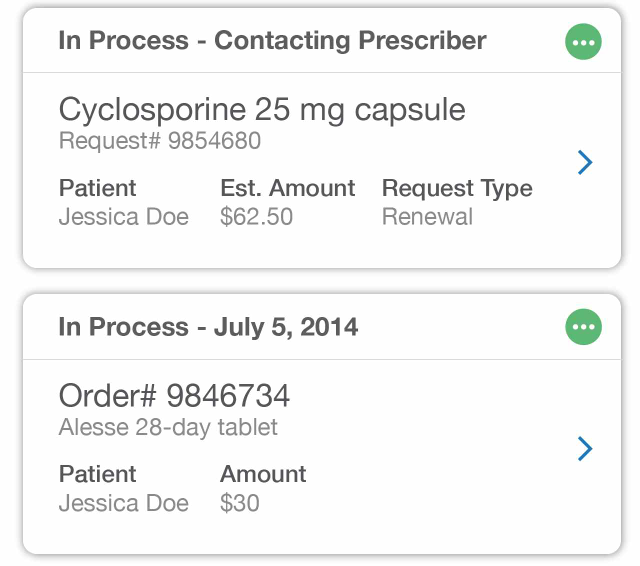 In Process - Contacting Prescriber
Cyclosporine 25 mg capsule
Request# 9854680
Patient Est. Amount Request Type
Jessica Doe $62.50 Renewal
In Process - July 5, 2014
Order# 9846734
Alesse 28-day tablet
Patient Amount
Jessica Doe $30